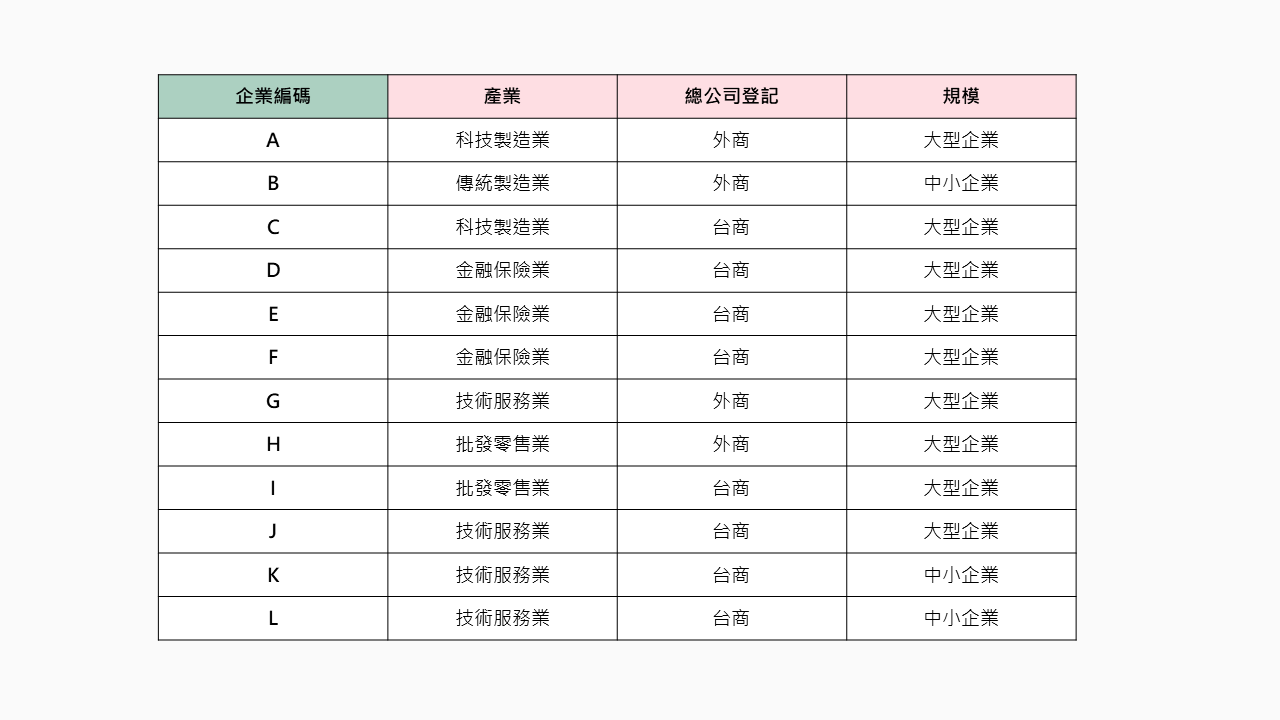 企業編碼 產業 總公司登記 規模
A 科技製造業 外商 大型企業
B 傳統製造業 外商 中小企業
C 科技製造業 台商 大型企業
D 金融保險業 台商 大型企業
E 金融保險業 台商 大型企業
F 金融保險業 台商 大型企業
G 技術服務業 外商 大型企業
H 批發零售業 外商 大型企業
I 批發零售業 台商 大型企業
J 技術服務業 台商 大型企業
K 技術服務業 台商 中小企業
L 技術服務業 台商 中小企業